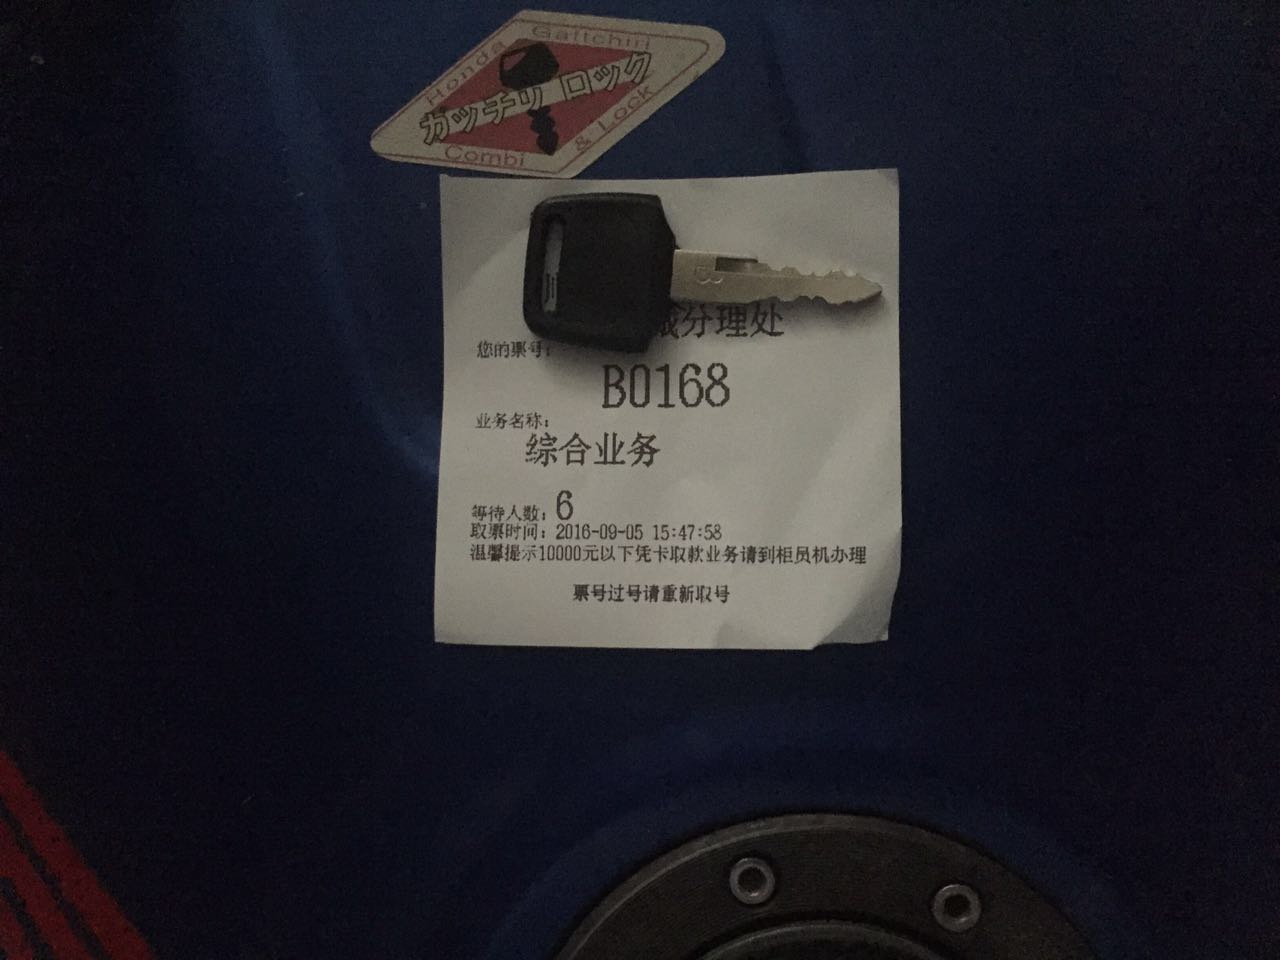 Honda Gattchiri
ガッチリ ロック
Combi & Lock
B
分理处
您的票号:
B0168
业务名称:
综合业务
等待人数: 6
取票时间: 2016-09-05 15:47:58
温馨提示10000元以下凭卡取款业务请到柜员机办理
票号过号请重新取号